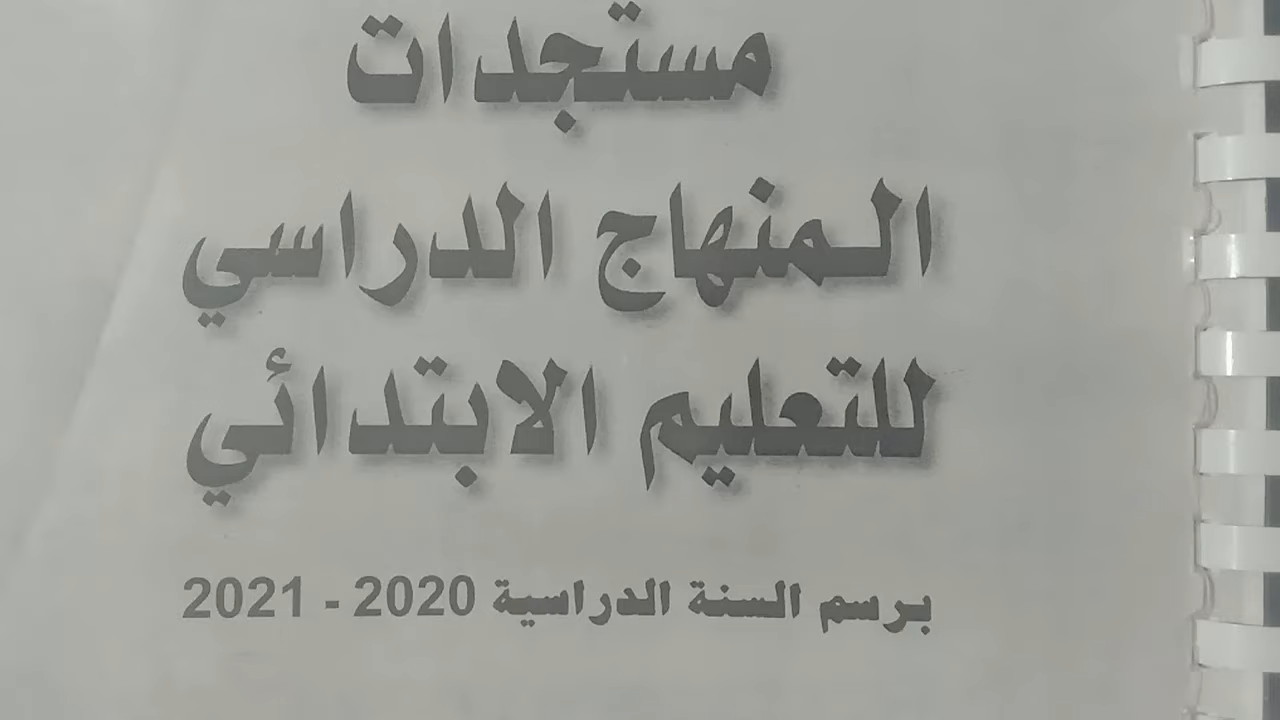 مستجدات
المنهاج الدراسي
للتعليم الابتدائي
برسم السنة الدراسية 2020 - 2021